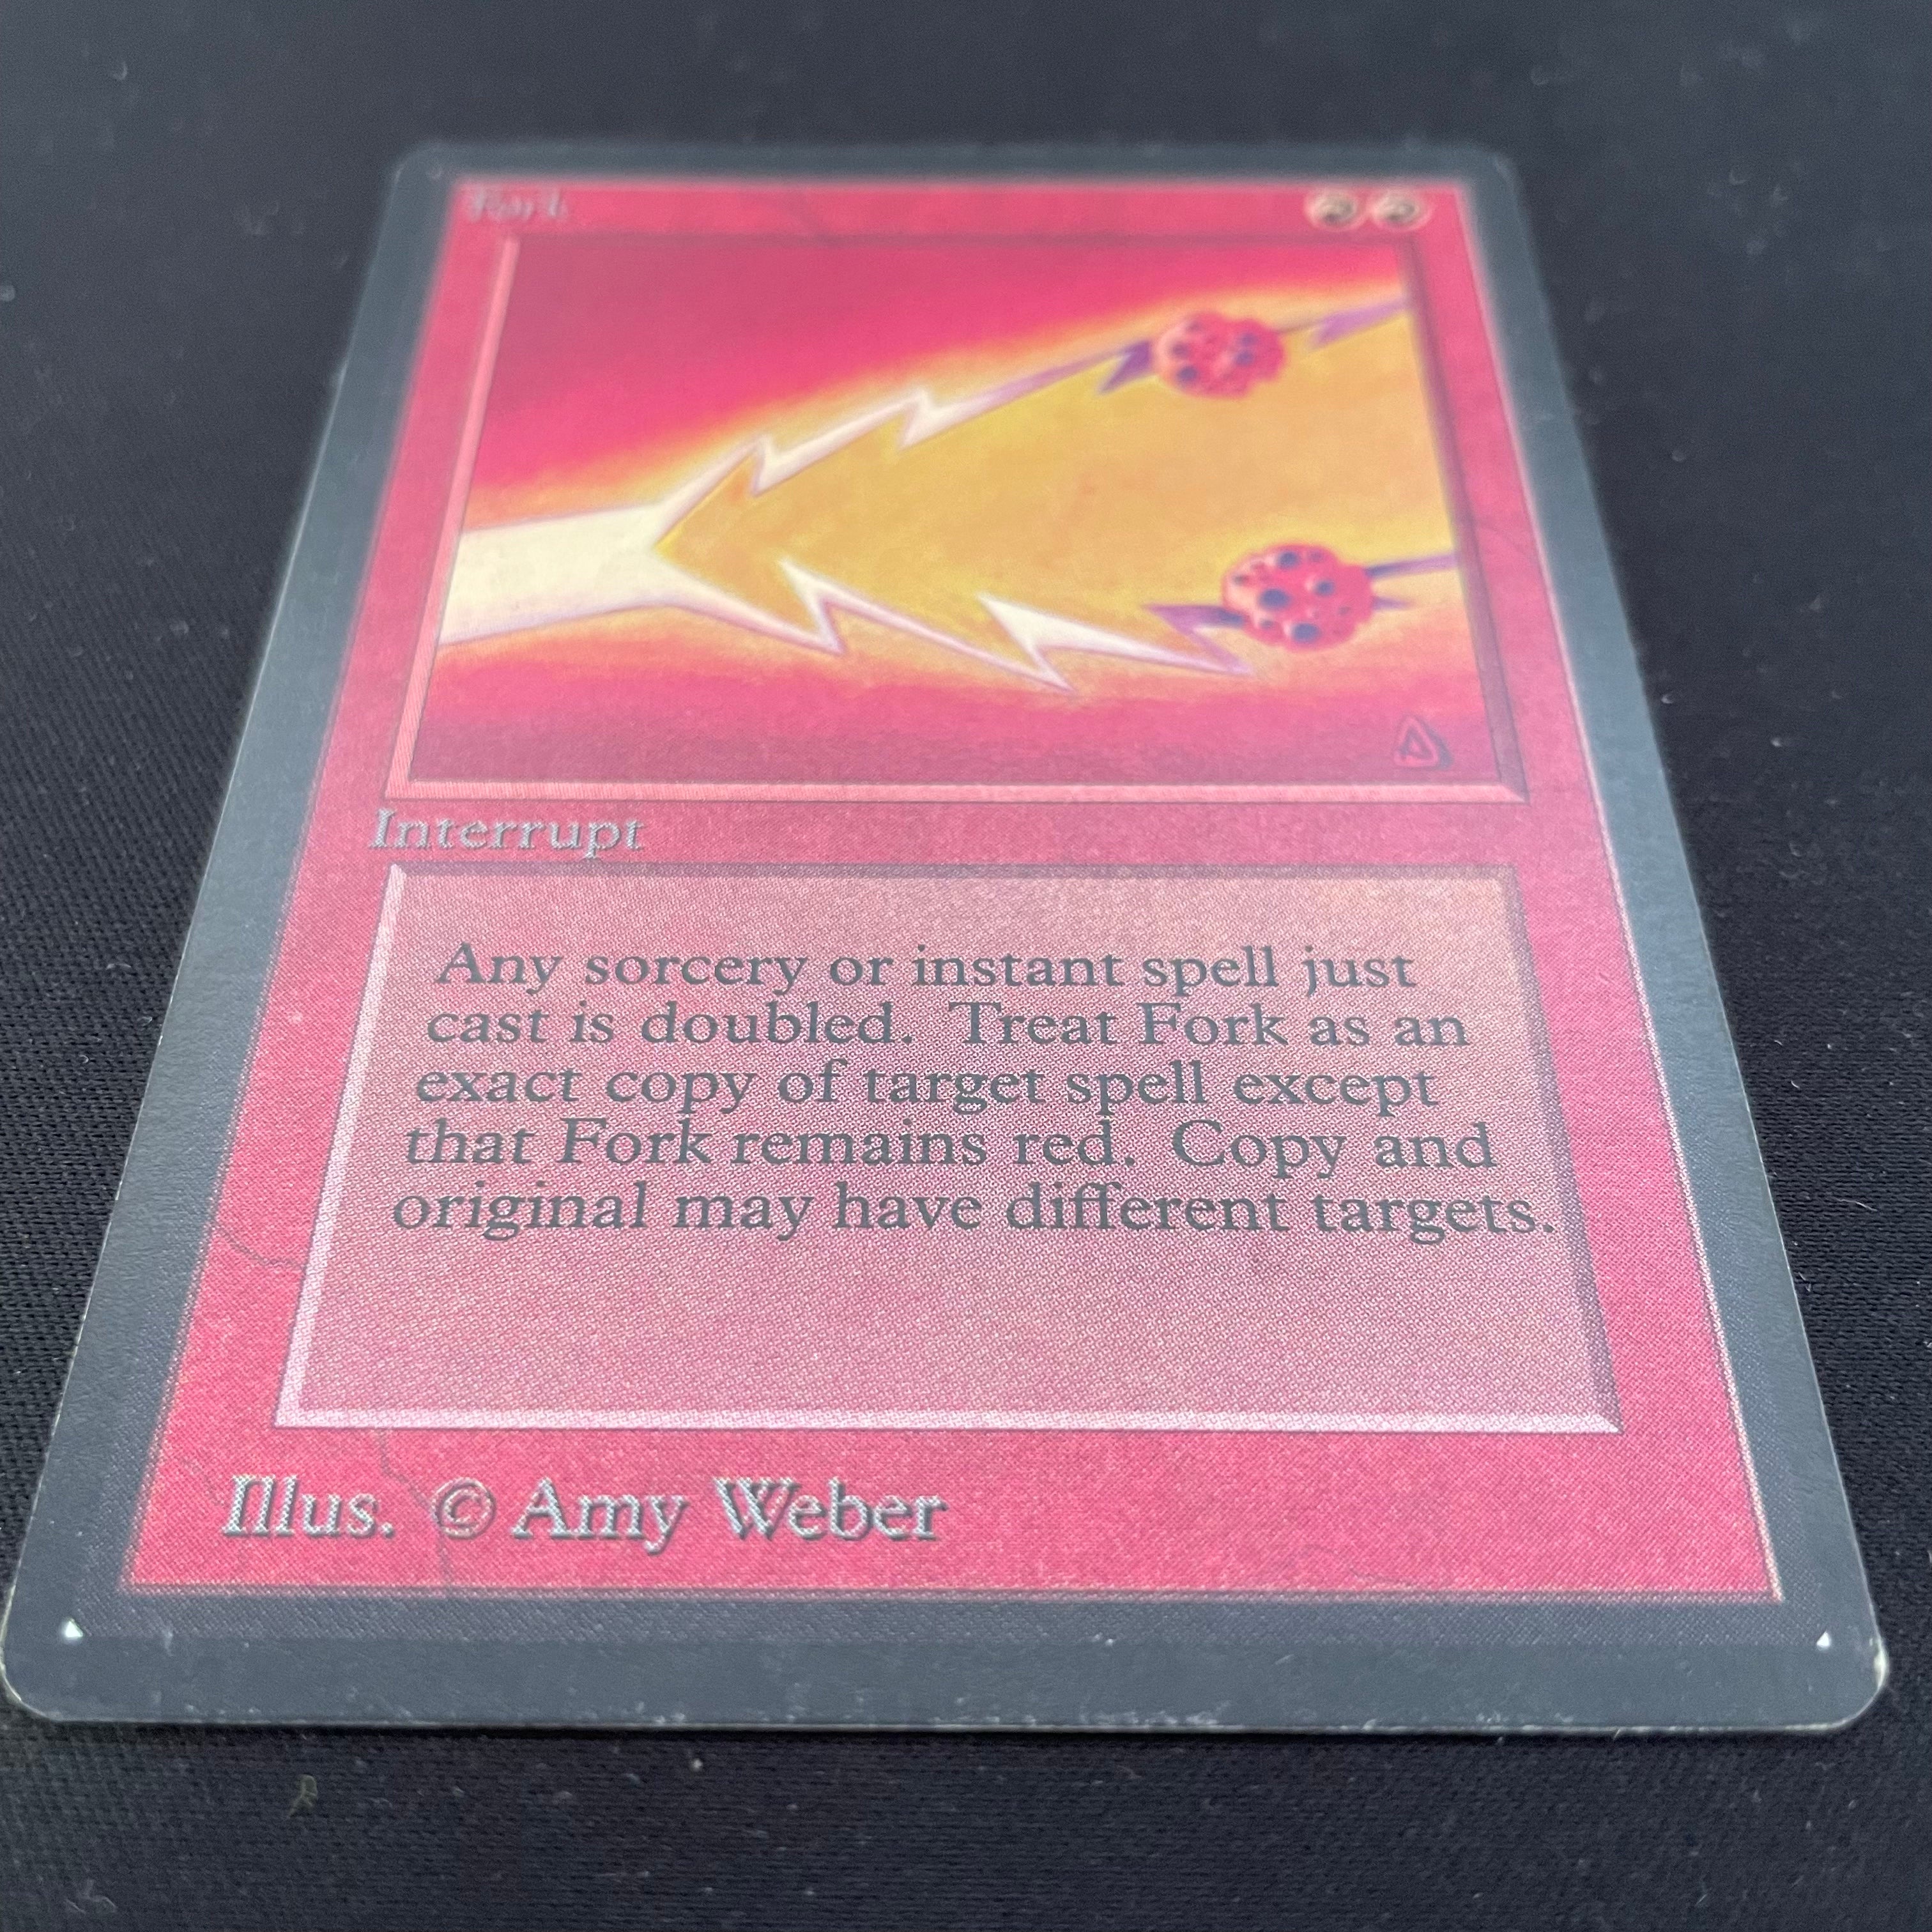 Fork
Interrupt
Any sorcery or instant spell just
cast is doubled. Treat Fork as an
exact copy of target spell except
that Fork remains red. Copy and
original may have different targets.
Illus. © Amy Weber